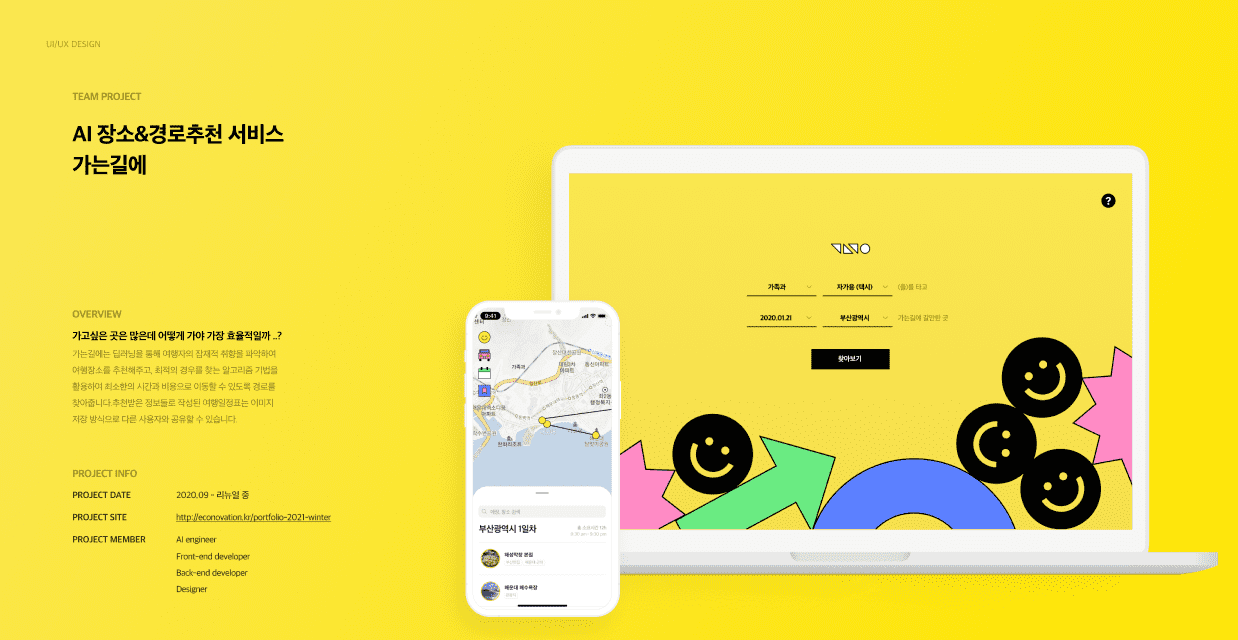 UI/UX DESIGN
TEAM PROJECT
AI 장소&경로추천 서비스
가는길에
OVERVIEW
가고싶은 곳은 많은데 어떻게 가야 가장 효율적일까 ..?
가는길에는 딥러닝을 통해 여행자의 잠재적 취향을 파악하여
여행장소를 추천해주고, 최적의 경우를 찾는 알고리즘 기법을
활용하여 최소한의 시간과 비용으로 이동할 수 있도록 경로를
찾아줍니다.추천받은 정보들로 작성된 여행일정표는 이미지
저장 방식으로 다른 사용자와 공유할 수 있습니다.
PROJECT INFO
PROJECT DATE 2020.09 - 리뉴얼 중
PROJECT SITE http://econovation.kr/portfolio-2021-winter
PROJECT MEMBER AI engineer
Front-end developer
Back-end developer
Designer
9:41
가족과
부산광역시 1일차
해운대 해수욕장
?
가족과 자가용 (택시) (을)를 타고
2020.01.21 부산광역시 가는길에 갈만한 곳
찾아보기